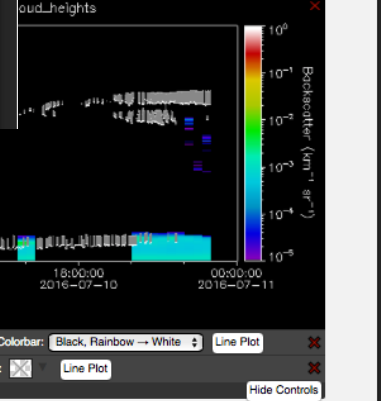 oud_heights
10⁰
10⁻¹
10⁻²
10⁻³
10⁻⁴
10⁻⁵
Backscatter (km⁻¹ sr⁻¹)
18:00:00
2016-07-10
00:00:00
2016-07-11
Colorbar: Black, Rainbow → White Line Plot
: Line Plot
Hide Controls